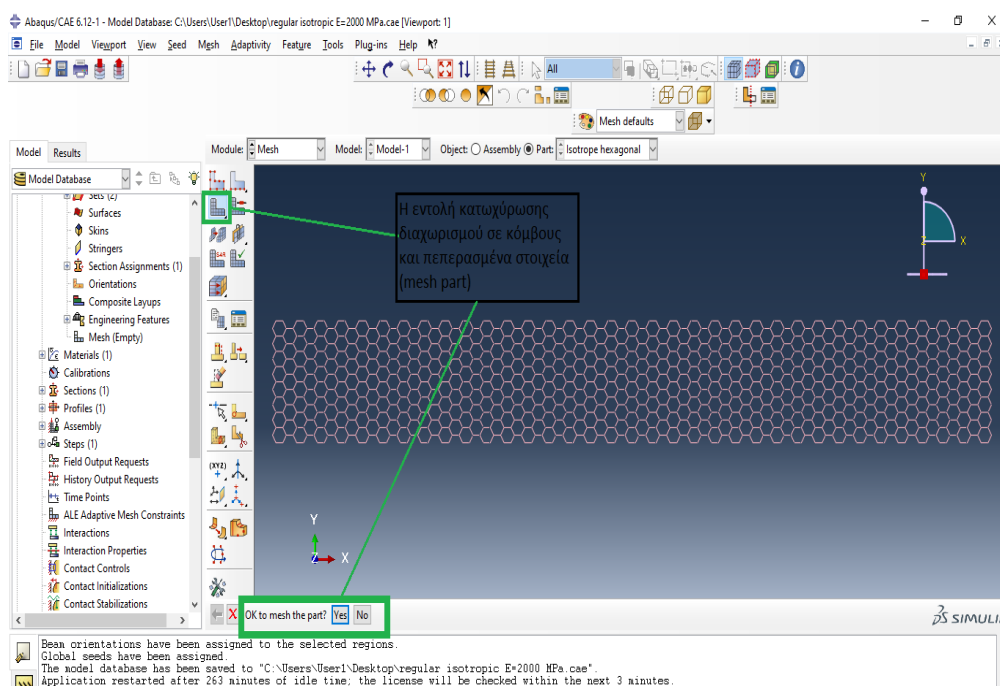 Abaqus/CAE 6.12-1 - Model Database: C:\Users\User1\Desktop\regular isotropic E=2000 MPa.cae [Viewport: 1]
File Model Viewport View Seed Mesh Adaptivity Feature Tools Plug-ins Help
All
Mesh defaults
Model Results
Module: Mesh Model: Model-1 Object: Assembly Part: Isotrope hexagonal
Model Database
Sets (2)
Surfaces
Skins
Stringers
Section Assignments (1)
Orientations
Composite Layups
Engineering Features
Mesh (Empty)
Materials (1)
Calibrations
Sections (1)
Profiles (1)
Assembly
Steps (1)
Field Output Requests
History Output Requests
Time Points
ALE Adaptive Mesh Constraints
Interactions
Interaction Properties
Contact Controls
Contact Initializations
Contact Stabilizations
(XYZ)
Η εντολή κατωχύρωσης
διαχωρισμού σε κόμβους
και πεπερασμένα στοιχεία
(mesh part)
Y
X
Z
Y
Z X
OK to mesh the part? Yes No
SIMULI
Beam orientations have been assigned to the selected regions.
Global seeds have been assigned.
The model database has been saved to "C:\Users\User1\Desktop\regular isotropic E=2000 MPa.cae".
Application restarted after 263 minutes of idle time; the license will be checked within the next 3 minutes.